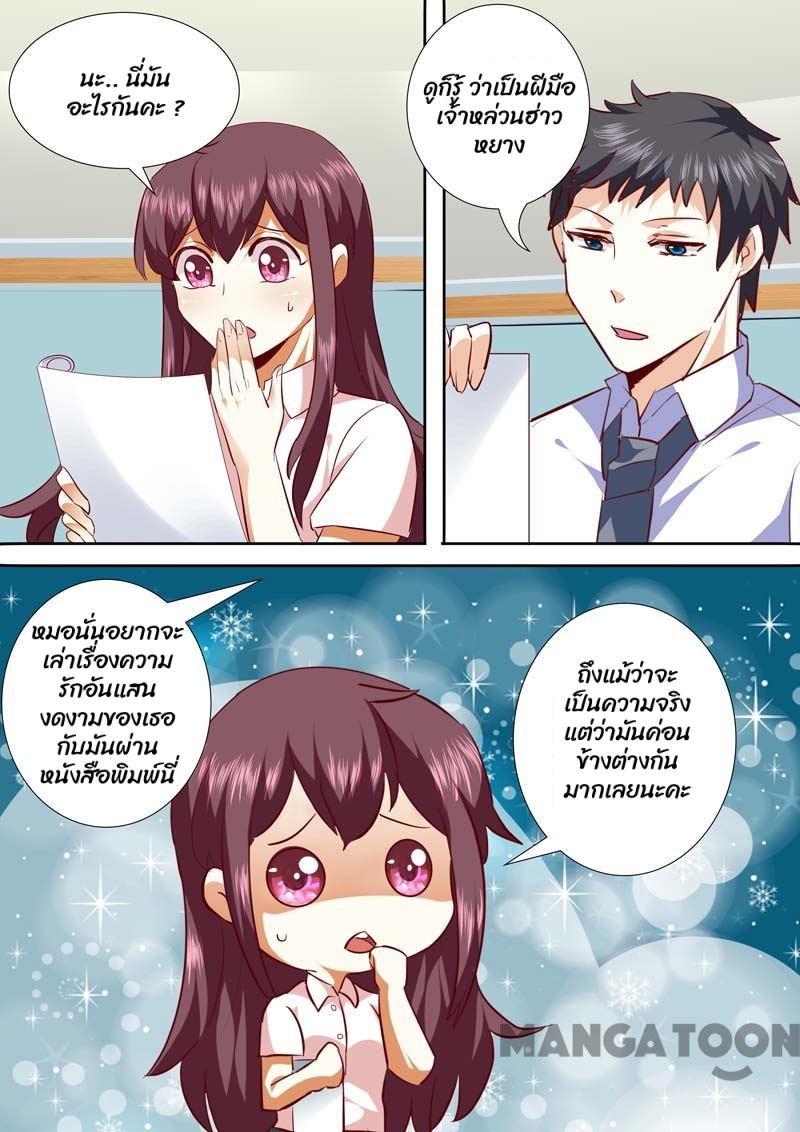 นะ.. นี่มัน
อะไรกันคะ ?
ดูก็รู้ ว่าเป็นฝีมือ
เจ้าหล่วนฮ่าว
หยาง
หมอนั่นอยากจะ
เล่าเรื่องความ
รักอันแสน
งดงามของเธอ
กับมันผ่าน
หนังสือพิมพ์นี่
ถึงแม้ว่าจะ
เป็นความจริง
แต่ว่ามันค่อน
ข้างต่างกัน
มากเลยนะคะ
MANGATOON